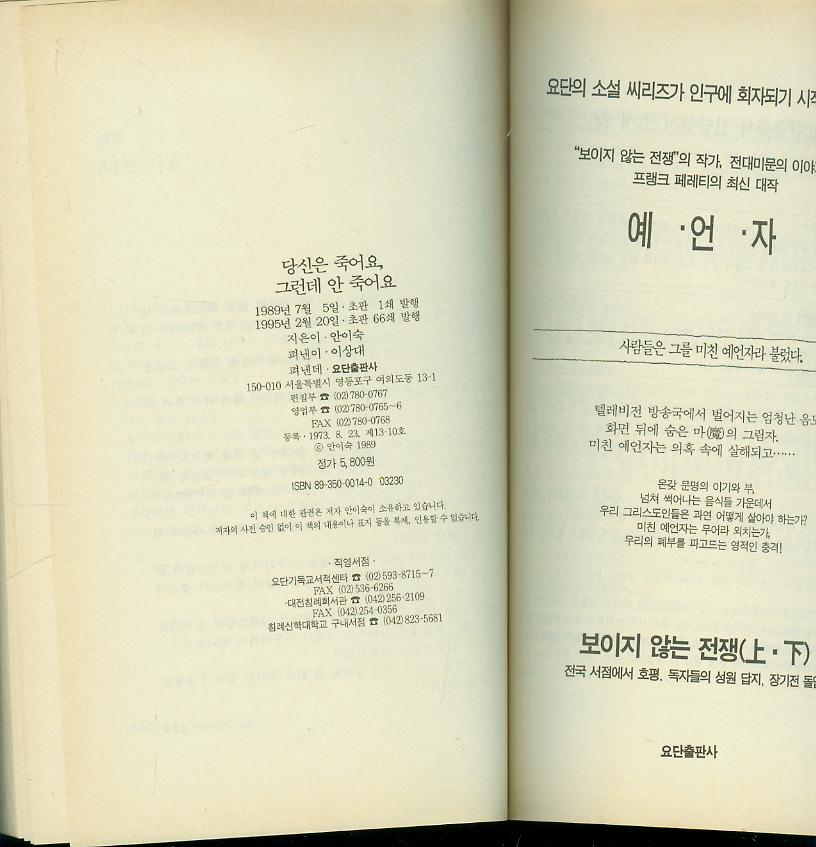 당신은 죽어요,
그런데 안 죽어요
1989년 7월 5일 · 초판 1쇄 발행
1995년 2월 20일 · 초판 66쇄 발행
지은이 · 안이숙
펴낸이 · 이상대
펴낸데 · 요단출판사
150-010 서울특별시 영등포구 여의도동 13-1
편집부 ☎ (02)780-0767
영업부 ☎ (02)780-0765~6
FAX (02)780-0768
등록 · 1973. 8. 23. 제13-10호
ⓒ 안이숙 1989
정가 5,800원
ISBN 89-350-0014-0 03230
이 책에 대한 판권은 저자 안이숙이 소유하고 있습니다.
저자의 사전 승인 없이 이 책의 내용이나 표지 등을 복제, 인용할 수 없습니다.
· 직영서점 ·
요단기독교서적센타 ☎ (02)593-8715~7
FAX (02)536-6266
대전침례회서관 ☎ (042)256-2109
FAX (042)254-0356
침례신학대학교 구내서점 ☎ (042)823-5681
요단의 소설 씨리즈가 인구에 회자되기 시작
"보이지 않는 전쟁"의 작가, 전대미문의 이야
프랭크 페레티의 최신 대작
예 · 언 · 자
사람들은 그를 미친 예언자라 불렀다.
텔레비전 방송국에서 벌어지는 엄청난 음모
화면 뒤에 숨은 마(魔)의 그림자.
미친 예언자는 의혹 속에 살해되고……
온갖 문명의 이기와 부,
넘쳐 썩어나는 음식들 가운데서
우리 그리스도인들은 과연 어떻게 살아야 하는가?
미친 예언자는 무어라 외치는가,
우리의 폐부를 파고드는 영적인 충격!
보이지 않는 전쟁(上 · 下)
전국 서점에서 호평, 독자들의 성원 답지, 장기전 돌입
요단출판사